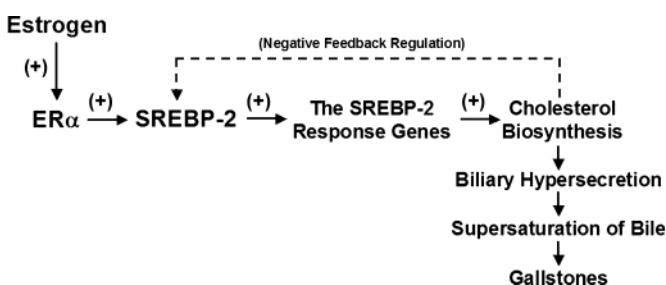 Estrogen
(Negative Feedback Regulation)
(+)
(+) (+) (+)
ERα SREBP-2 The SREBP-2 Cholesterol
Response Genes Biosynthesis
Biliary Hypersecretion
Supersaturation of Bile
Gallstones